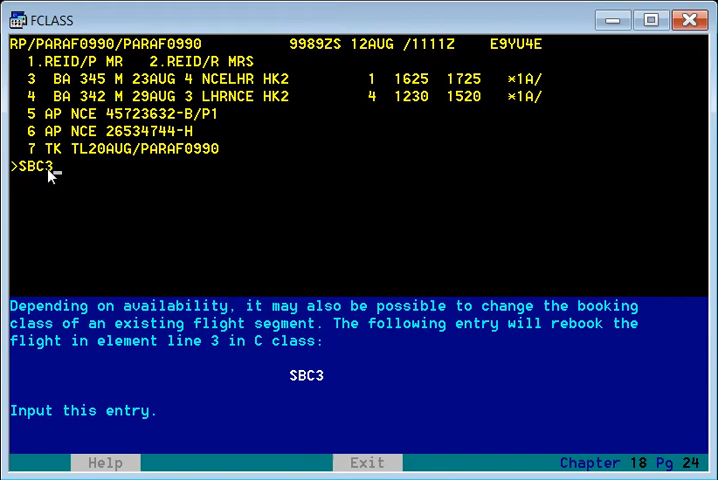 FCLASS
RP/PARAF0990/PARAF0990 9989ZS 12AUG /1111Z E9YU4E
1.REID/P MR 2.REID/R MRS
3 BA 345 M 23AUG 4 NCELHR HK2 1 1625 1725 *1A/
4 BA 342 M 29AUG 3 LHRNCE HK2 4 1230 1520 *1A/
5 AP NCE 45723632-B/P1
6 AP NCE 26534744-H
7 TK TL20AUG/PARAF0990
>SBC3_
Depending on availability, it may also be possible to change the booking
class of an existing flight segment. The following entry will rebook the
flight in element line 3 in C class:
SBC3
Input this entry.
Help Exit Chapter 18 Pg 24